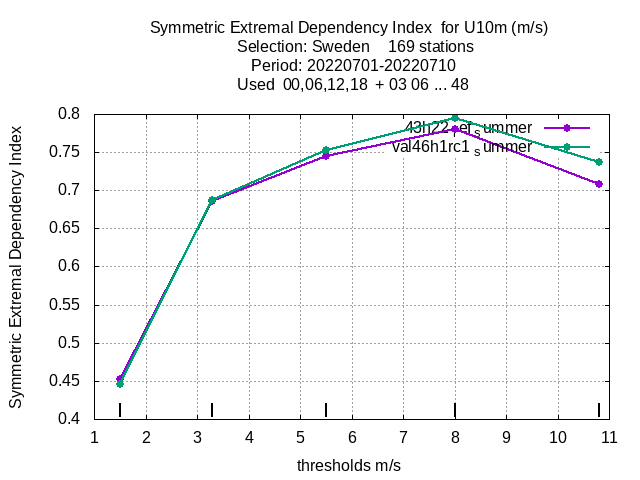 Symmetric Extremal Dependency Index for U10m (m/s)
Selection: Sweden 169 stations
Period: 20220701-20220710
Used 00,06,12,18 + 03 06 ... 48
Symmetric Extremal Dependency Index
0.8
0.75
0.7
0.65
0.6
0.55
0.5
0.45
0.4
val46h1rc1 summer
1 2 3 4 5 6 7 8 9 10 11
thresholds m/s